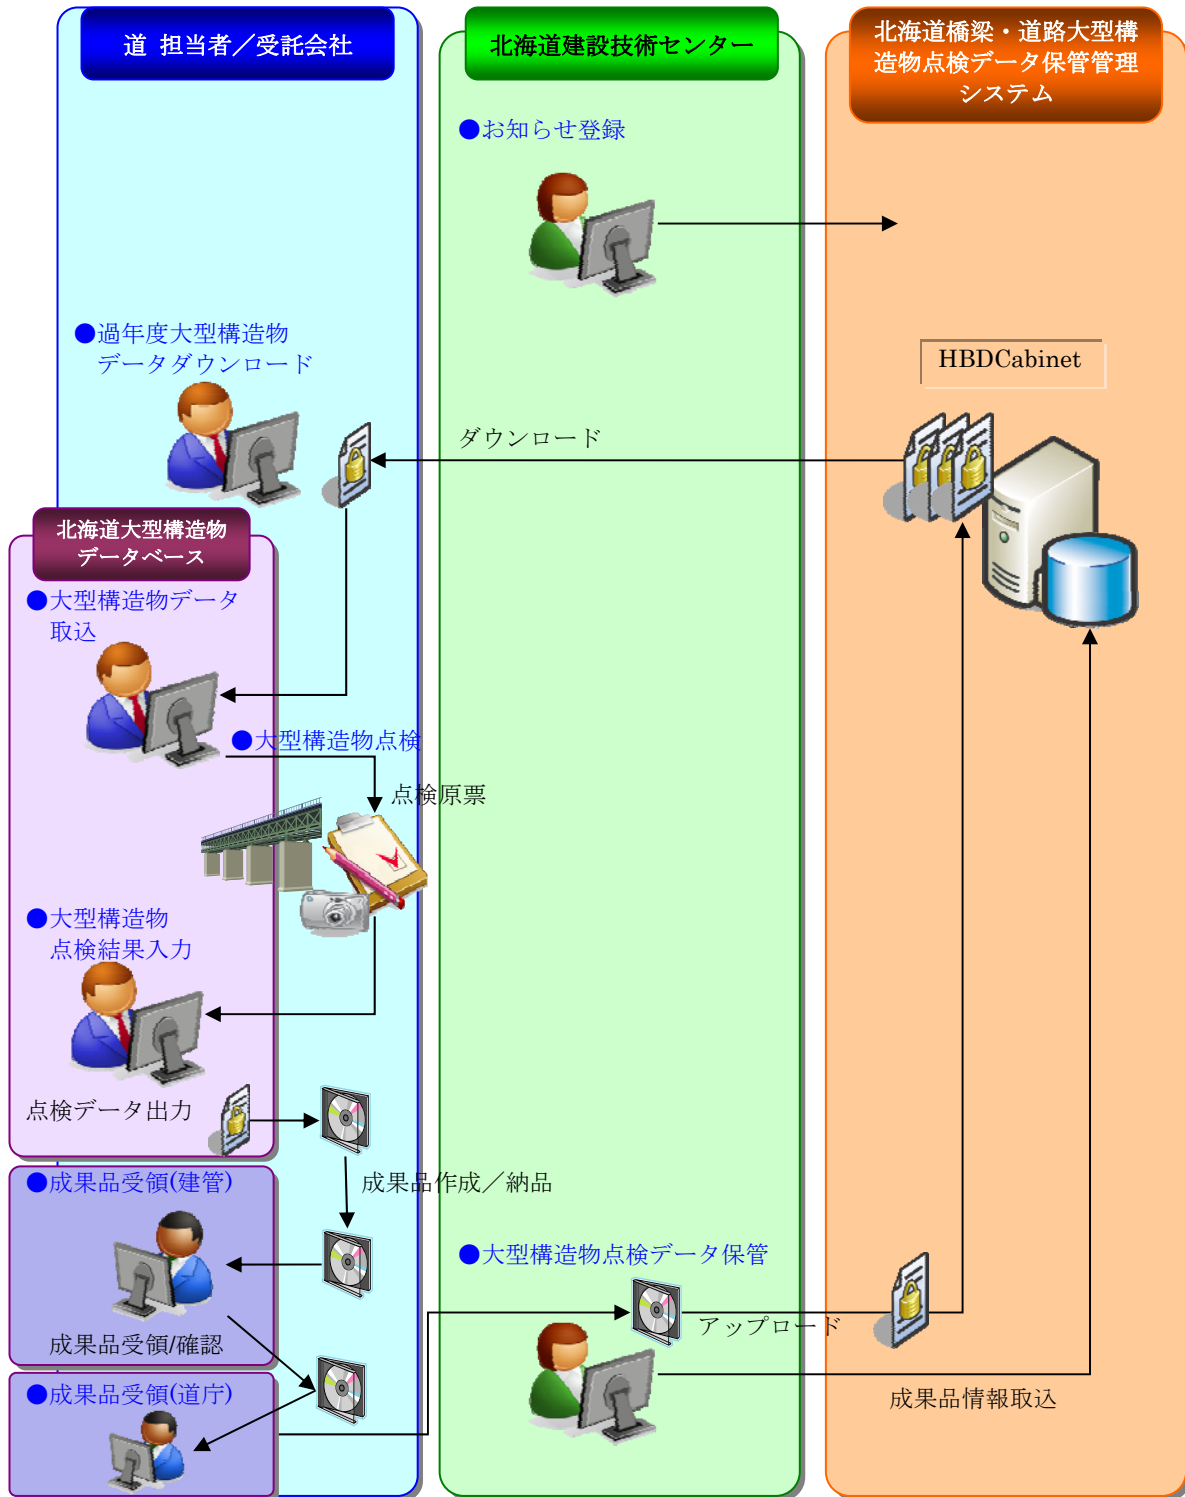 道 担当者／受託会社
北海道建設技術センター
北海道橋梁・道路大型構
造物点検データ保管管理
システム
●お知らせ登録
●過年度大型構造物
データダウンロード
HBDCabinet
ダウンロード
北海道大型構造物
データベース
●大型構造物データ
取込
●大型構造物点検
点検原票
●大型構造物
点検結果入力
点検データ出力
成果品作成／納品
●成果品受領(建管)
成果品受領/確認
●大型構造物点検データ保管
アップロード
●成果品受領(道庁)
成果品情報取込